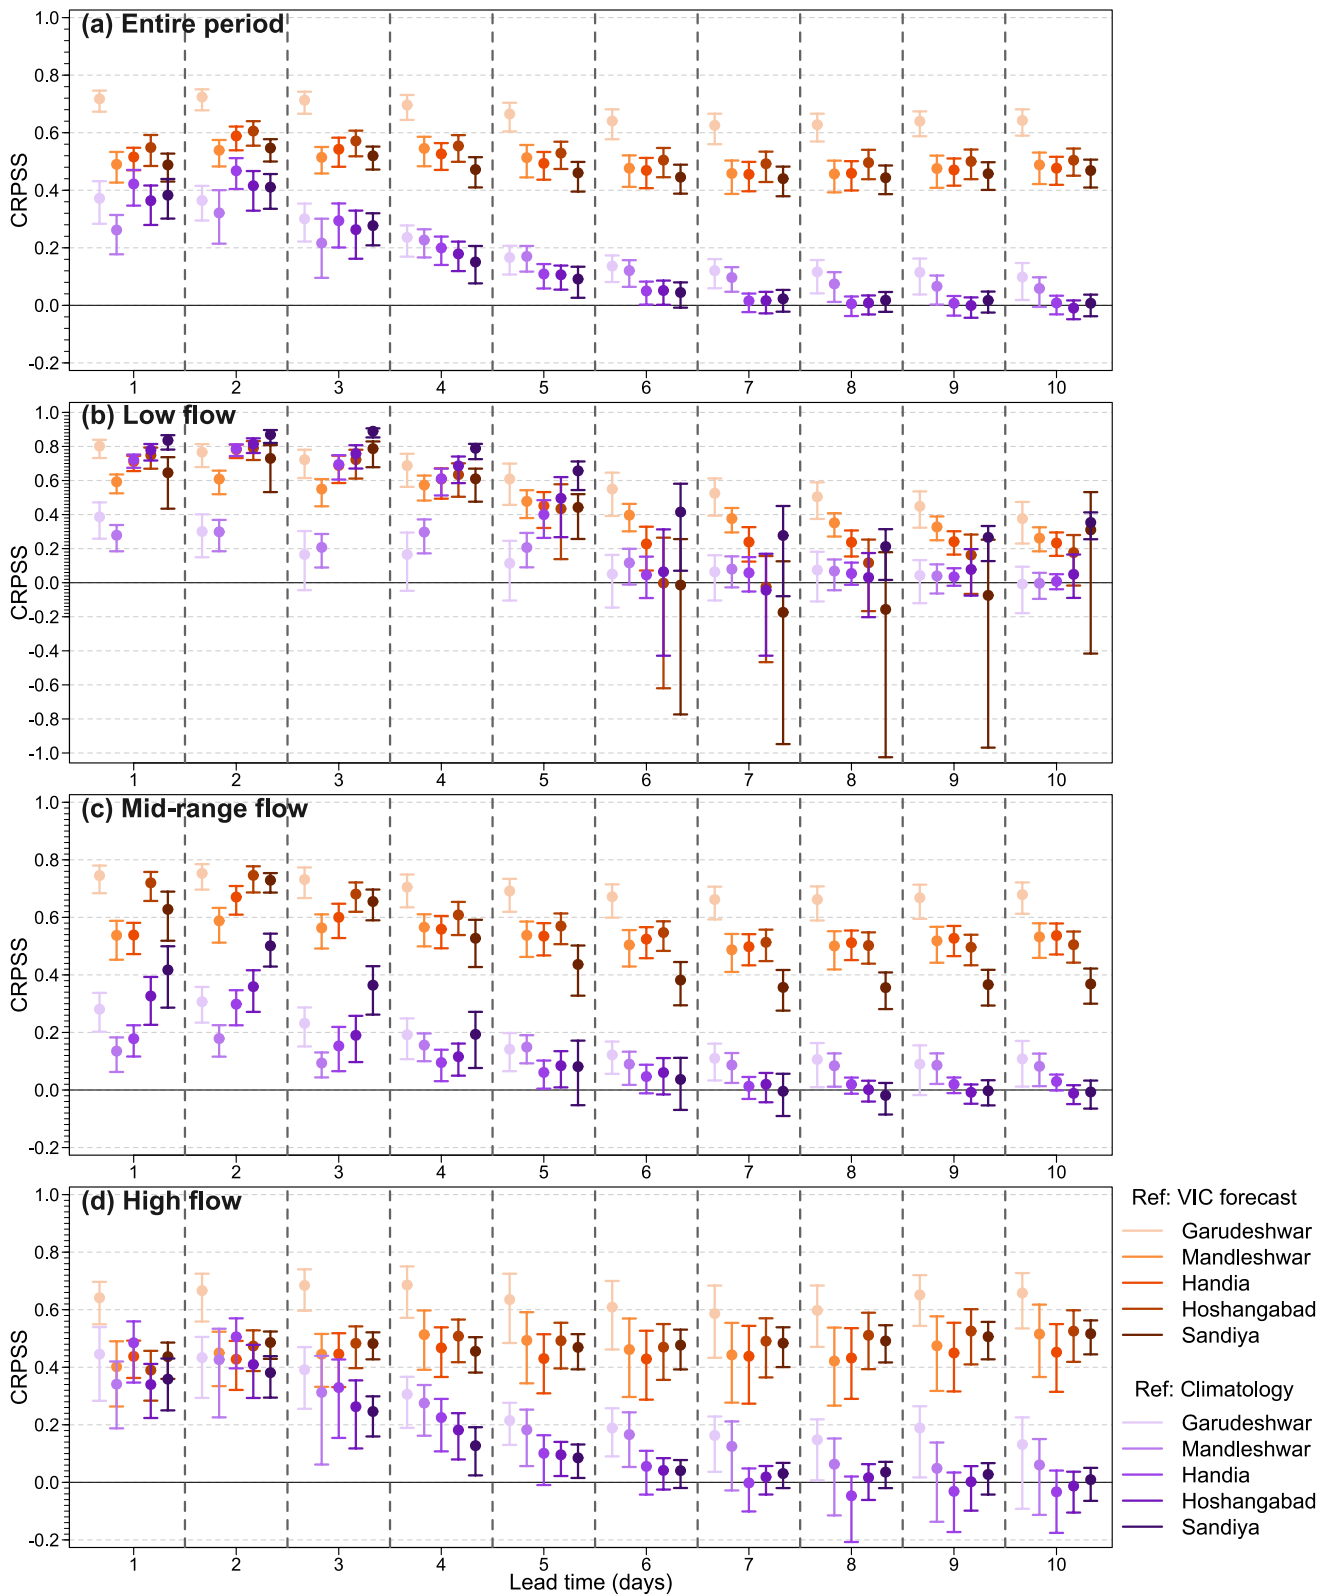 (a) Entire period
1.0
0.8
0.6
0.4
0.2
0.0
-0.2
CRPSS
1 2 3 4 5 6 7 8 9 10
(b) Low flow
1.0
0.8
0.6
0.4
0.2
0.0
-0.2
-0.4
-0.6
-0.8
-1.0
CRPSS
1 2 3 4 5 6 7 8 9 10
(c) Mid-range flow
1.0
0.8
0.6
0.4
0.2
0.0
-0.2
CRPSS
1 2 3 4 5 6 7 8 9 10
(d) High flow
1.0
0.8
0.6
0.4
0.2
0.0
-0.2
CRPSS
1 2 3 4 5 6 7 8 9 10
Lead time (days)
Ref: VIC forecast
Garudeshwar
Mandleshwar
Handia
Hoshangabad
Sandiya
Ref: Climatology
Garudeshwar
Mandleshwar
Handia
Hoshangabad
Sandiya